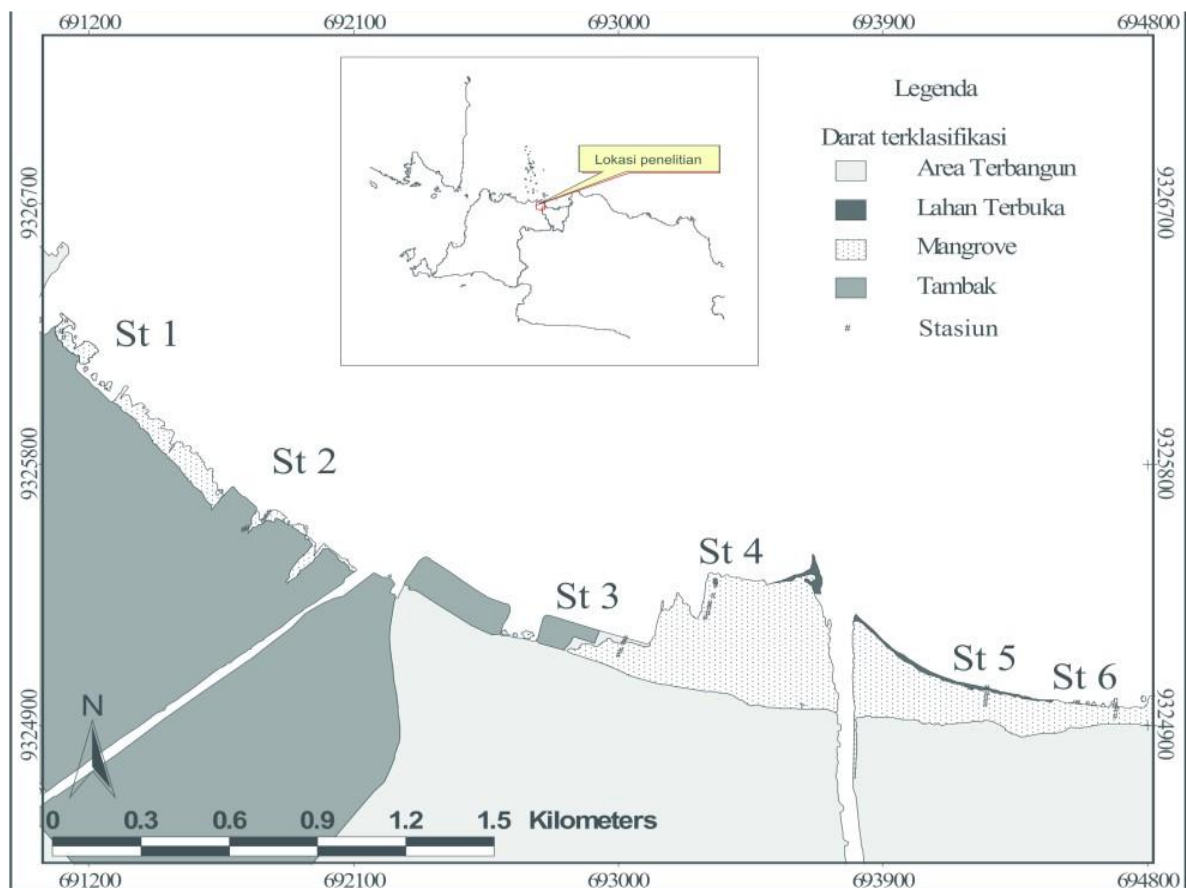 691200 692100 693000 693900 694800
Legenda
Darat terklasifikasi
Area Terbangun
Lahan Terbuka
Mangrove
Tambak
Stasiun
Lokasi penelitian
9326700 9326700
St 1
St 2
9325800 9325800
St 4
St 3
St 5
St 6
N
9324900 9324900
0 0.3 0.6 0.9 1.2 1.5 Kilometers
691200 692100 693000 693900 694800